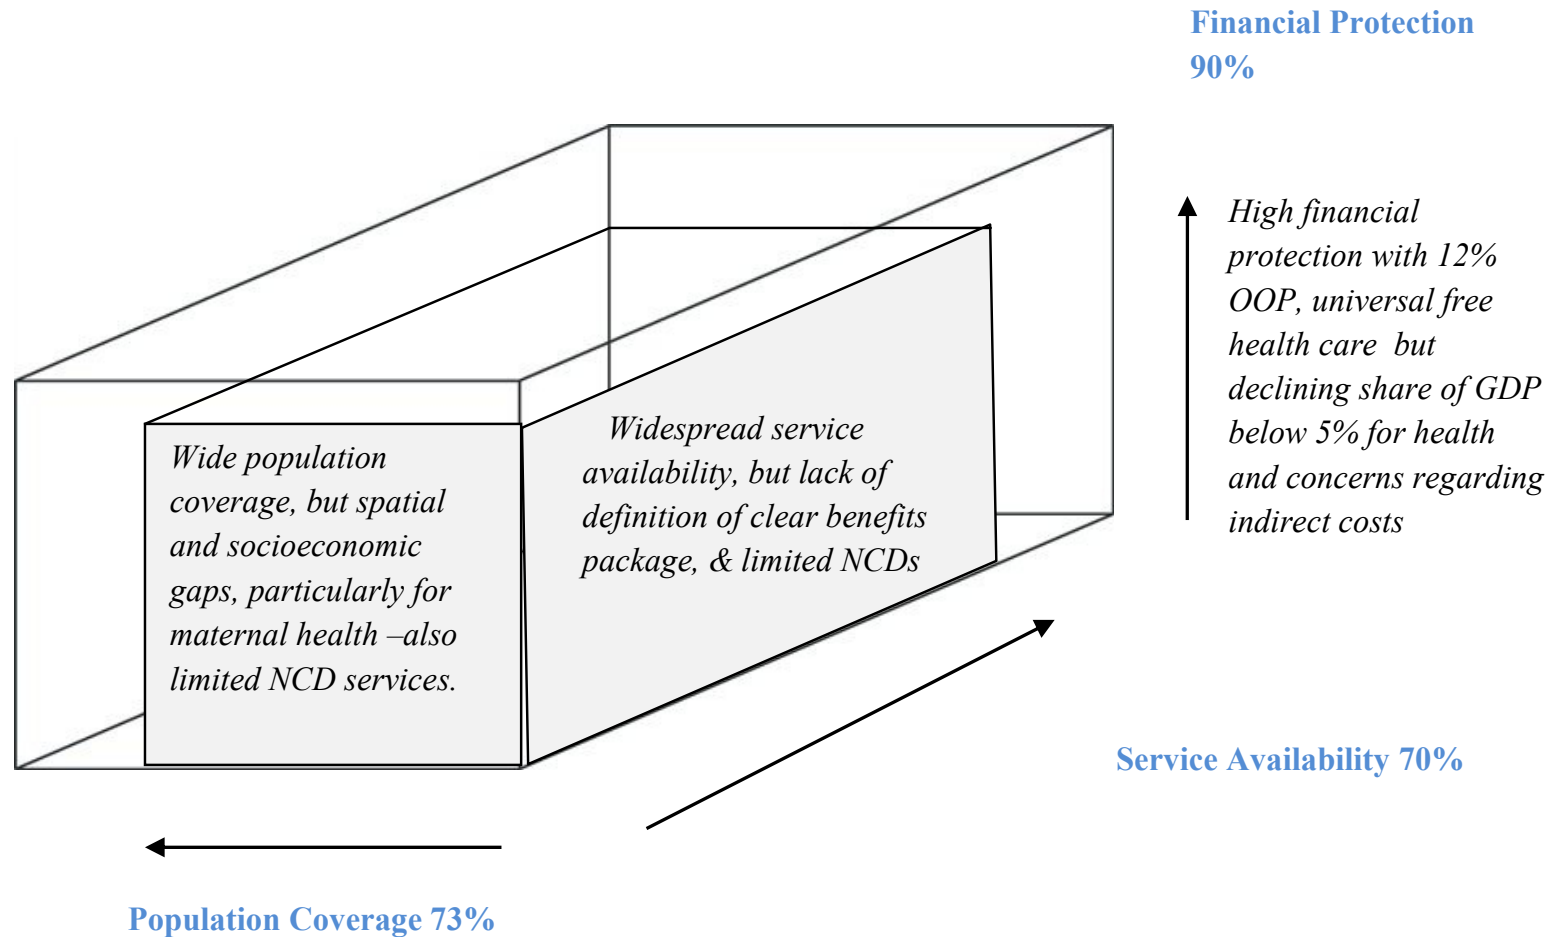 Financial Protection
90%
High financial
protection with 12%
OOP, universal free
health care but
declining share of GDP
below 5% for health
and concerns regarding
indirect costs
Wide population
coverage, but spatial
and socioeconomic
gaps, particularly for
maternal health –also
limited NCD services.
Widespread service
availability, but lack of
definition of clear benefits
package, & limited NCDs
Service Availability 70%
Population Coverage 73%